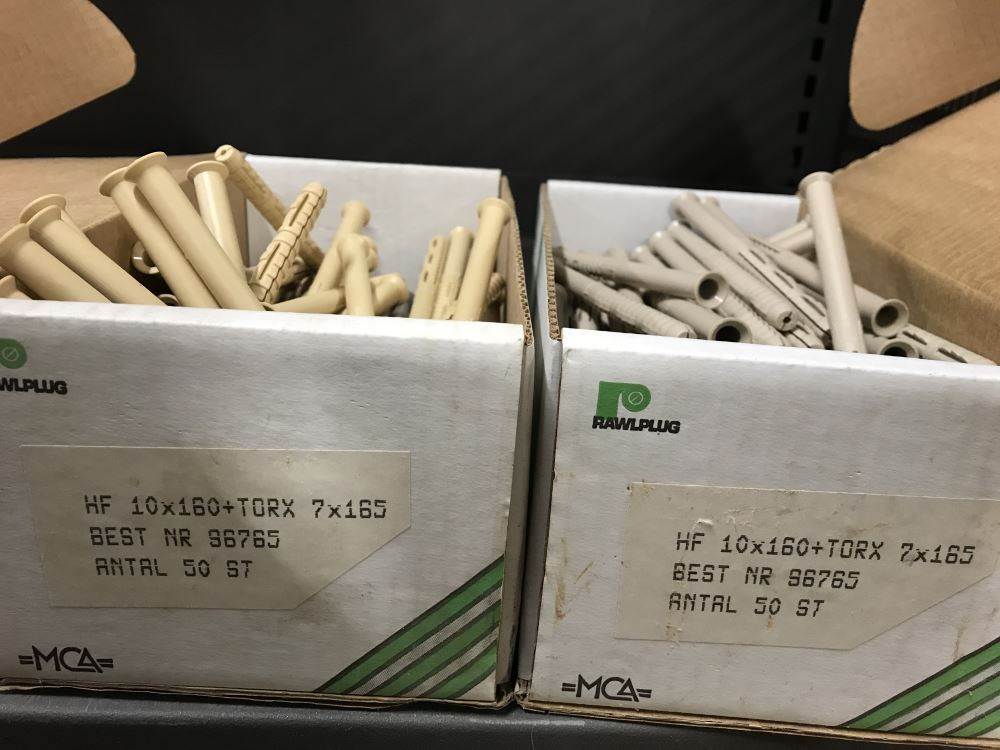 WLPLUG
HF 10x160+TORX 7x165
BEST NR 96765
ANTAL 50 ST
=MCA=
RAWLPLUG
HF 10x160+TORX 7x165
BEST NR 96765
ANTAL 50 ST
=MCA=